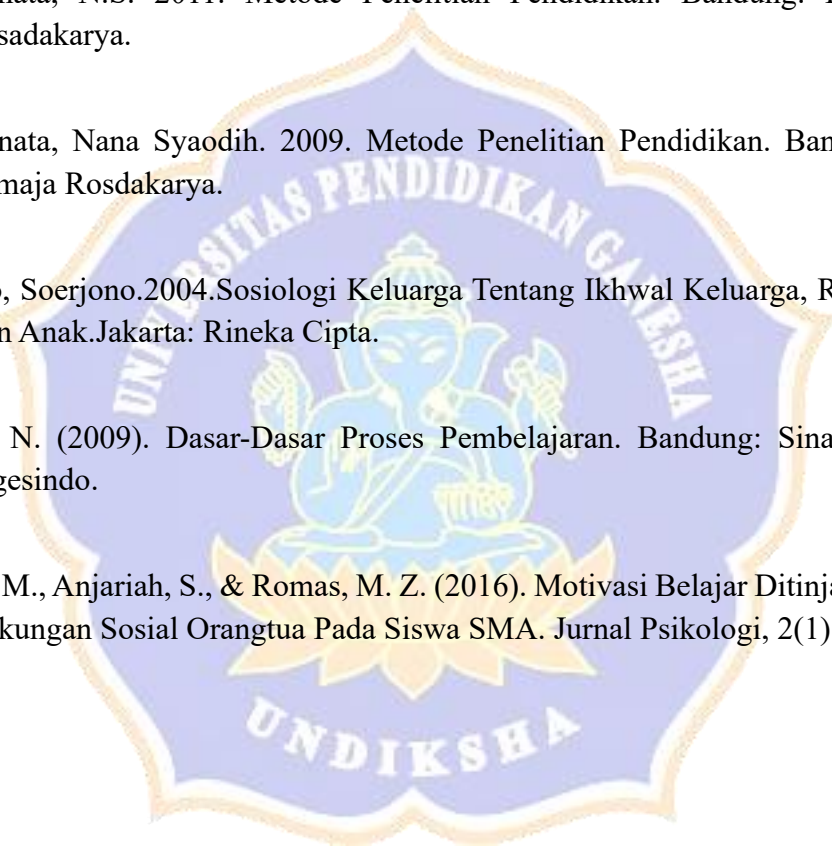 nata, N.S. 2011. Metode Penelitian Pendidikan. Bandung:
sadakarya.
nata, Nana Syaodih. 2009. Metode Penelitian Pendidikan. Ban
maja Rosdakarya.
, Soerjono.2004.Sosiologi Keluarga Tentang Ikhwal Keluarga, R
n Anak.Jakarta: Rineka Cipta.
N. (2009). Dasar-Dasar Proses Pembelajaran. Bandung: Sina
gesindo.
M., Anjariah, S., & Romas, M. Z. (2016). Motivasi Belajar Ditinja
kungan Sosial Orangtua Pada Siswa SMA. Jurnal Psikologi, 2(1)
UNIVERSITAS PENDIDIKAN GANESHA
UNDIKSHA